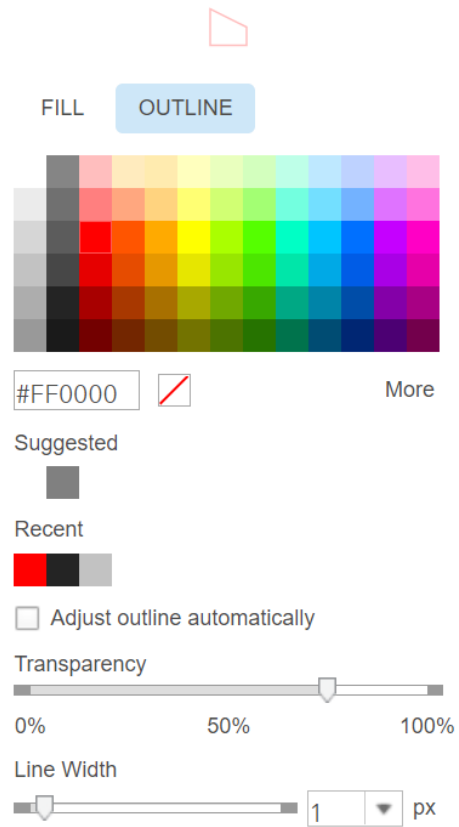 FILL OUTLINE
#FF0000 More
Suggested
Recent
Adjust outline automatically
Transparency
0% 50% 100%
Line Width
1 px